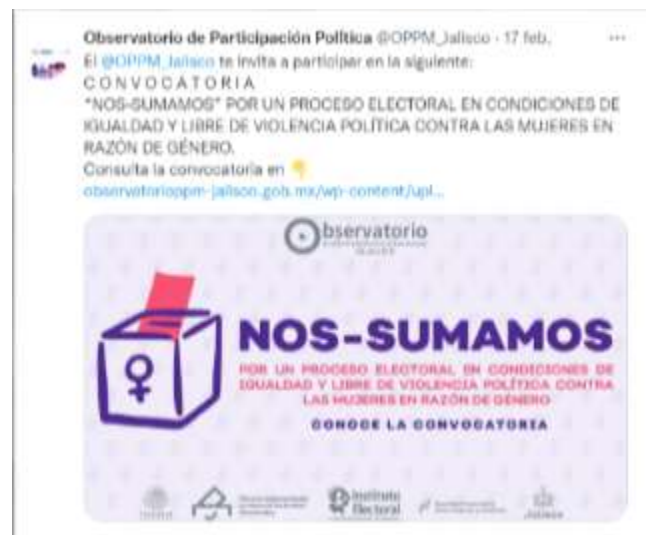 Observatorio de Participación Política @OPPM_Jalisco · 17 feb.
El @OPPM_Jalisco te invita a participar en la siguiente:
C O N V O C A T O R I A
"NOS-SUMAMOS" POR UN PROCESO ELECTORAL EN CONDICIONES DE
IGUALDAD Y LIBRE DE VIOLENCIA POLÍTICA CONTRA LAS MUJERES EN
RAZÓN DE GÉNERO.
Consulta la convocatoria en
observatorioppm-jalisco.gob.mx/wp-content/upl...
Observatorio
NOS-SUMAMOS
POR UN PROCESO ELECTORAL EN CONDICIONES DE
IGUALDAD Y LIBRE DE VIOLENCIA POLÍTICA CONTRA
LAS MUJERES EN RAZÓN DE GÉNERO
CONOCE LA CONVOCATORIA
Instituto
Electoral